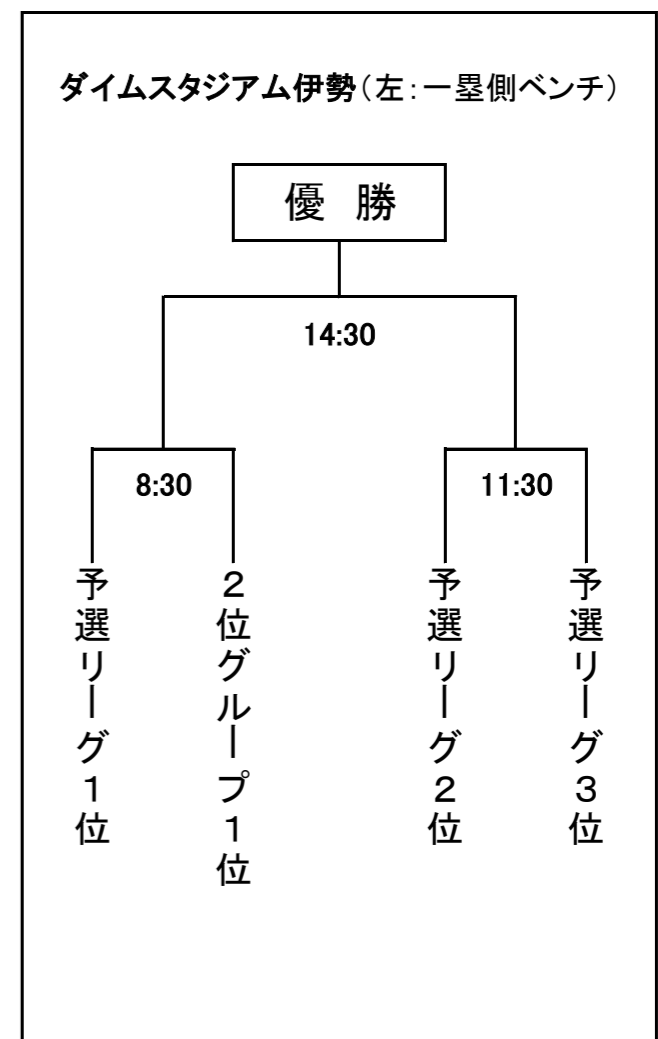 ダイムスタジアム伊勢（左：一塁側ベンチ）
優　勝
14:30
8:30
11:30
予選リーグ１位
２位グループ１位
予選リーグ２位
予選リーグ３位